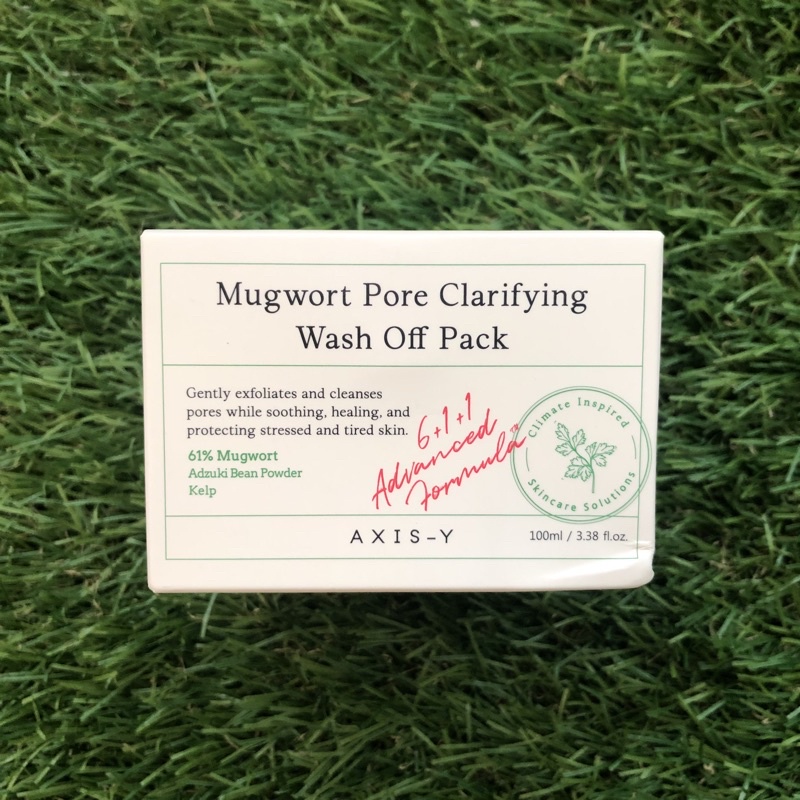 Mugwort Pore Clarifying
Wash Off Pack
Gently exfoliates and cleanses
pores while soothing, healing, and
protecting stressed and tired skin.
61% Mugwort
Adzuki Bean Powder
Kelp
6+1+1
Advanced
Formula™
Climate Inspired
Skincare Solutions
AXIS-Y
100ml / 3.38 fl.oz.